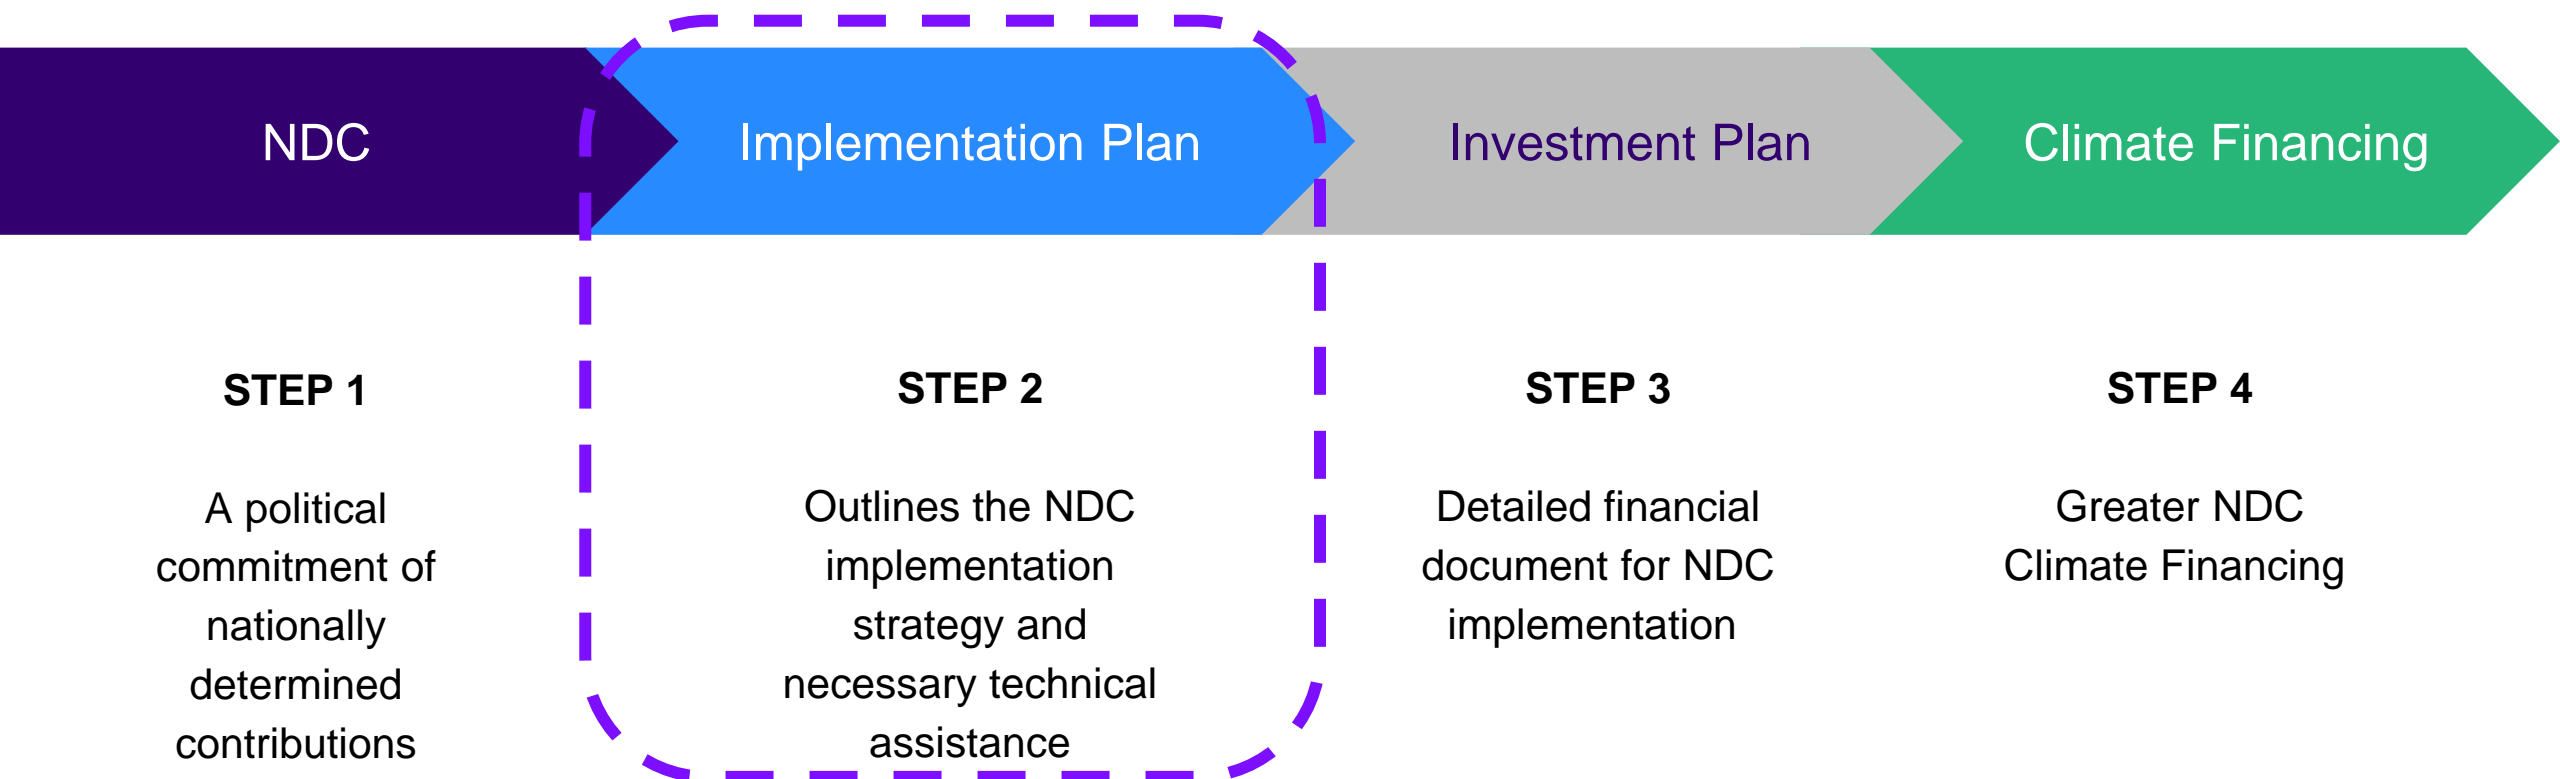 NDC
Implementation Plan
Investment Plan
Climate Financing
STEP 1
A political
commitment of
nationally
determined
contributions
STEP 2
Outlines the NDC
implementation
strategy and
necessary technical
assistance
STEP 3
Detailed financial
document for NDC
implementation
STEP 4
Greater NDC
Climate Financing